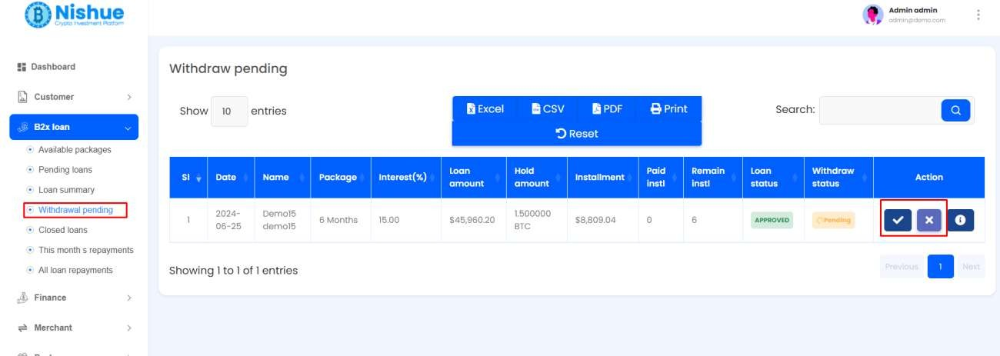 Nishue
Crypto Investment Platform
Admin admin
admin@demo.com
Dashboard
Customer
B2x loan
Available packages
Pending loans
Loan summary
Withdrawal pending
Closed loans
This month s repayments
All loan repayments
Finance
Merchant
Withdraw pending
Show 10 entries
Excel CSV PDF Print
Reset
Search:
Sl Date Name Package Interest(%) Loan amount Hold amount Installment Paid instl Remain instl Loan status Withdraw status Action
1 2024-06-25 Demo15 demo15 6 Months 15.00 $45,960.20 1.500000 BTC $8,809.04 0 6 APPROVED Pending
Showing 1 to 1 of 1 entries
Previous 1 Next